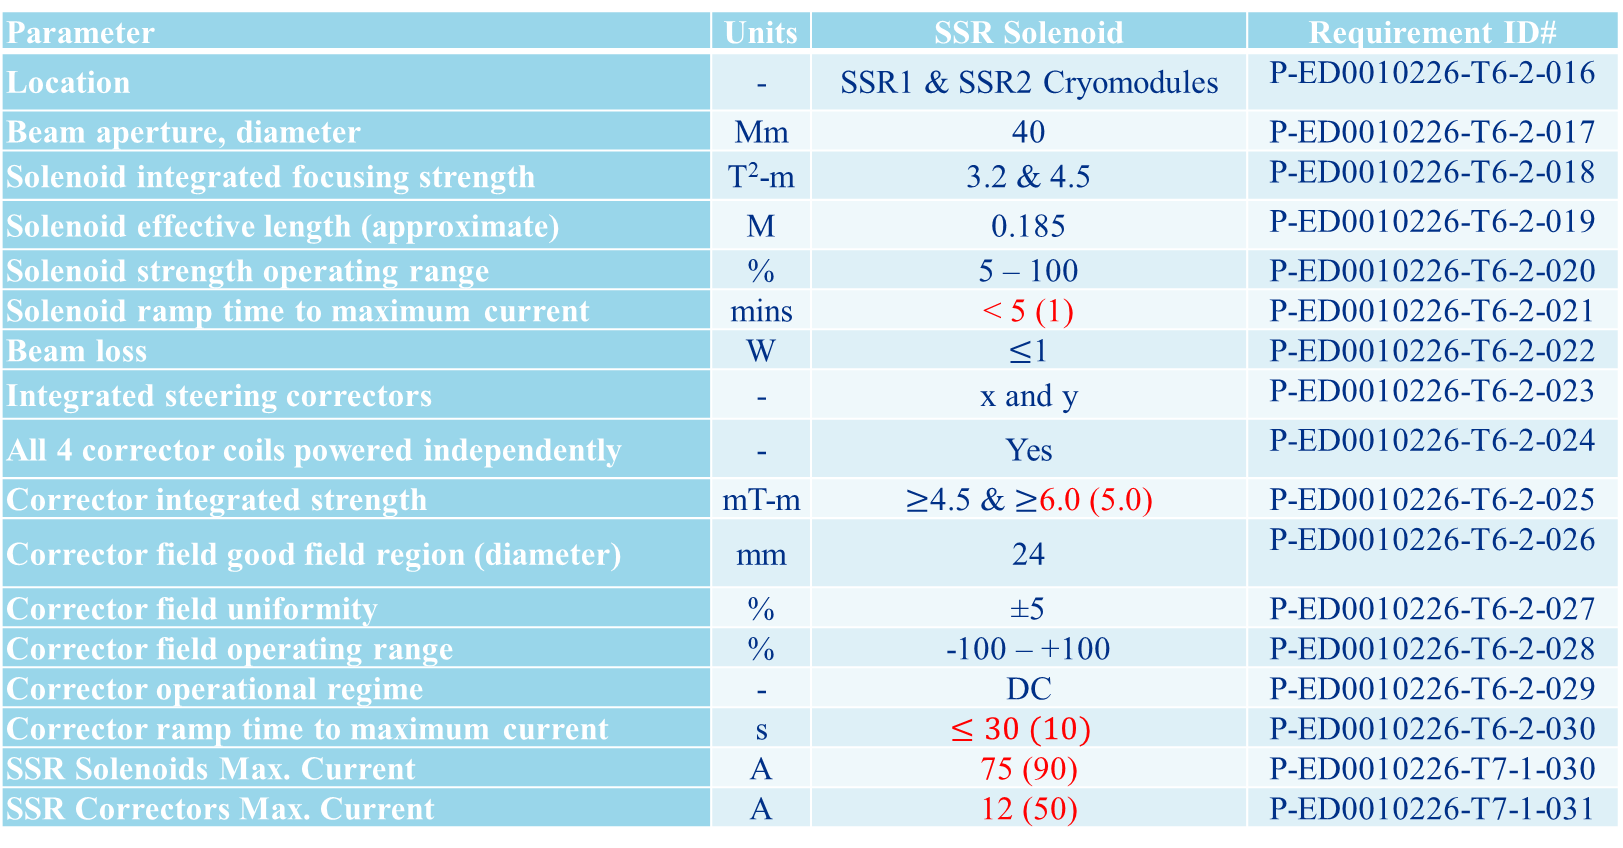 Parameter Units SSR Solenoid Requirement ID#
Location - SSR1 & SSR2 Cryomodules P-ED0010226-T6-2-016
Beam aperture, diameter Mm 40 P-ED0010226-T6-2-017
Solenoid integrated focusing strength T²-m 3.2 & 4.5 P-ED0010226-T6-2-018
Solenoid effective length (approximate) M 0.185 P-ED0010226-T6-2-019
Solenoid strength operating range % 5 – 100 P-ED0010226-T6-2-020
Solenoid ramp time to maximum current mins < 5 (1) P-ED0010226-T6-2-021
Beam loss W ≤1 P-ED0010226-T6-2-022
Integrated steering correctors - x and y P-ED0010226-T6-2-023
All 4 corrector coils powered independently - Yes P-ED0010226-T6-2-024
Corrector integrated strength mT-m ≥4.5 & ≥6.0 (5.0) P-ED0010226-T6-2-025
Corrector field good field region (diameter) mm 24 P-ED0010226-T6-2-026
Corrector field uniformity % ±5 P-ED0010226-T6-2-027
Corrector field operating range % -100 – +100 P-ED0010226-T6-2-028
Corrector operational regime - DC P-ED0010226-T6-2-029
Corrector ramp time to maximum current s ≤ 30 (10) P-ED0010226-T6-2-030
SSR Solenoids Max. Current A 75 (90) P-ED0010226-T7-1-030
SSR Correctors Max. Current A 12 (50) P-ED0010226-T7-1-031